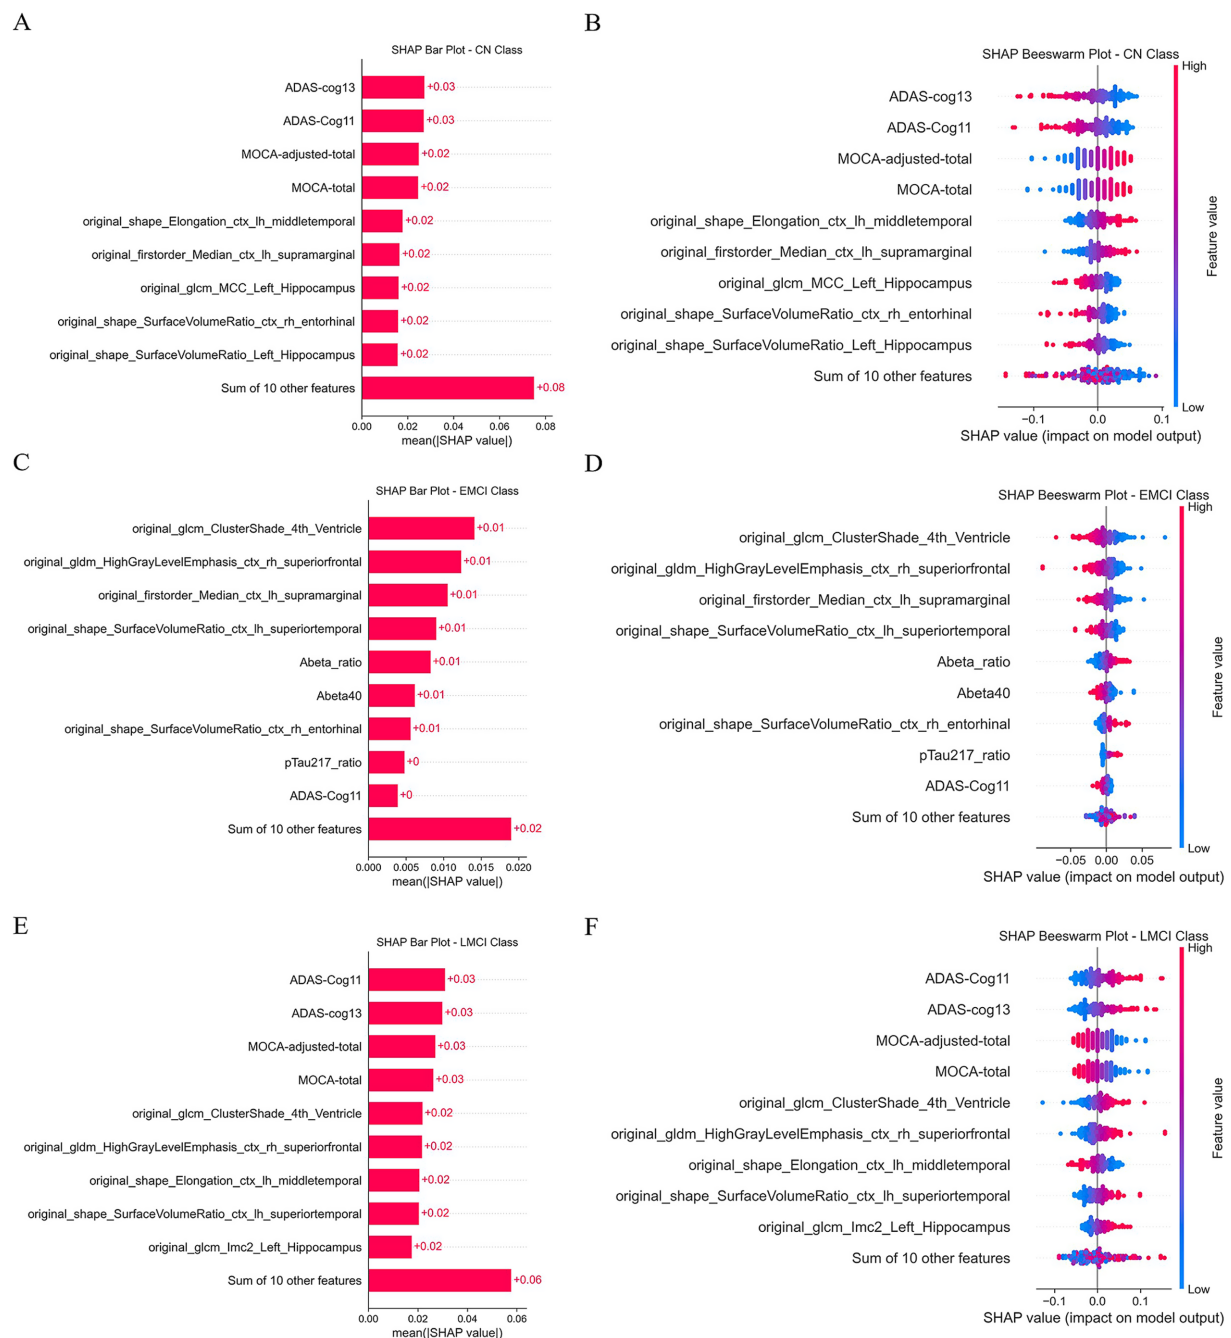 A
SHAP Bar Plot - CN Class
ADAS-cog13
+0.03
ADAS-Cog11
+0.03
MOCA-adjusted-total
+0.02
MOCA-total
+0.02
original_shape_Elongation_ctx_lh_middletemporal
+0.02
original_firstorder_Median_ctx_lh_supramarginal
+0.02
original_glcm_MCC_Left_Hippocampus
+0.02
original_shape_SurfaceVolumeRatio_ctx_rh_entorhinal
+0.02
original_shape_SurfaceVolumeRatio_Left_Hippocampus
+0.02
Sum of 10 other features
+0.08
0.00 0.02 0.04 0.06 0.08
mean(|SHAP value|)
B
SHAP Beeswarm Plot - CN Class
High
ADAS-cog13
ADAS-Cog11
MOCA-adjusted-total
MOCA-total
original_shape_Elongation_ctx_lh_middletemporal
original_firstorder_Median_ctx_lh_supramarginal
original_glcm_MCC_Left_Hippocampus
original_shape_SurfaceVolumeRatio_ctx_rh_entorhinal
original_shape_SurfaceVolumeRatio_Left_Hippocampus
Sum of 10 other features
Feature value
Low
−0.1 0.0 0.1
SHAP value (impact on model output)
C
SHAP Bar Plot - EMCI Class
original_glcm_ClusterShade_4th_Ventricle
+0.01
original_gldm_HighGrayLevelEmphasis_ctx_rh_superiorfrontal
+0.01
original_firstorder_Median_ctx_lh_supramarginal
+0.01
original_shape_SurfaceVolumeRatio_ctx_lh_superiortemporal
+0.01
Abeta_ratio
+0.01
Abeta40
+0.01
original_shape_SurfaceVolumeRatio_ctx_rh_entorhinal
+0.01
pTau217_ratio
+0
ADAS-Cog11
+0
Sum of 10 other features
+0.02
0.000 0.005 0.010 0.015 0.020
mean(|SHAP value|)
D
SHAP Beeswarm Plot - EMCI Class
High
original_glcm_ClusterShade_4th_Ventricle
original_gldm_HighGrayLevelEmphasis_ctx_rh_superiorfrontal
original_firstorder_Median_ctx_lh_supramarginal
original_shape_SurfaceVolumeRatio_ctx_lh_superiortemporal
Abeta_ratio
Abeta40
original_shape_SurfaceVolumeRatio_ctx_rh_entorhinal
pTau217_ratio
ADAS-Cog11
Sum of 10 other features
Feature value
Low
−0.05 0.00 0.05
SHAP value (impact on model output)
E
SHAP Bar Plot - LMCI Class
ADAS-Cog11
+0.03
ADAS-cog13
+0.03
MOCA-adjusted-total
+0.03
MOCA-total
+0.03
original_glcm_ClusterShade_4th_Ventricle
+0.02
original_gldm_HighGrayLevelEmphasis_ctx_rh_superiorfrontal
+0.02
original_shape_Elongation_ctx_lh_middletemporal
+0.02
original_shape_SurfaceVolumeRatio_ctx_lh_superiortemporal
+0.02
original_glcm_Imc2_Left_Hippocampus
+0.02
Sum of 10 other features
+0.06
0.00 0.02 0.04 0.06
mean(|SHAP value|)
F
SHAP Beeswarm Plot - LMCI Class
High
ADAS-Cog11
ADAS-cog13
MOCA-adjusted-total
MOCA-total
original_glcm_ClusterShade_4th_Ventricle
original_gldm_HighGrayLevelEmphasis_ctx_rh_superiorfrontal
original_shape_Elongation_ctx_lh_middletemporal
original_shape_SurfaceVolumeRatio_ctx_lh_superiortemporal
original_glcm_Imc2_Left_Hippocampus
Sum of 10 other features
Feature value
Low
−0.1 0.0 0.1
SHAP value (impact on model output)